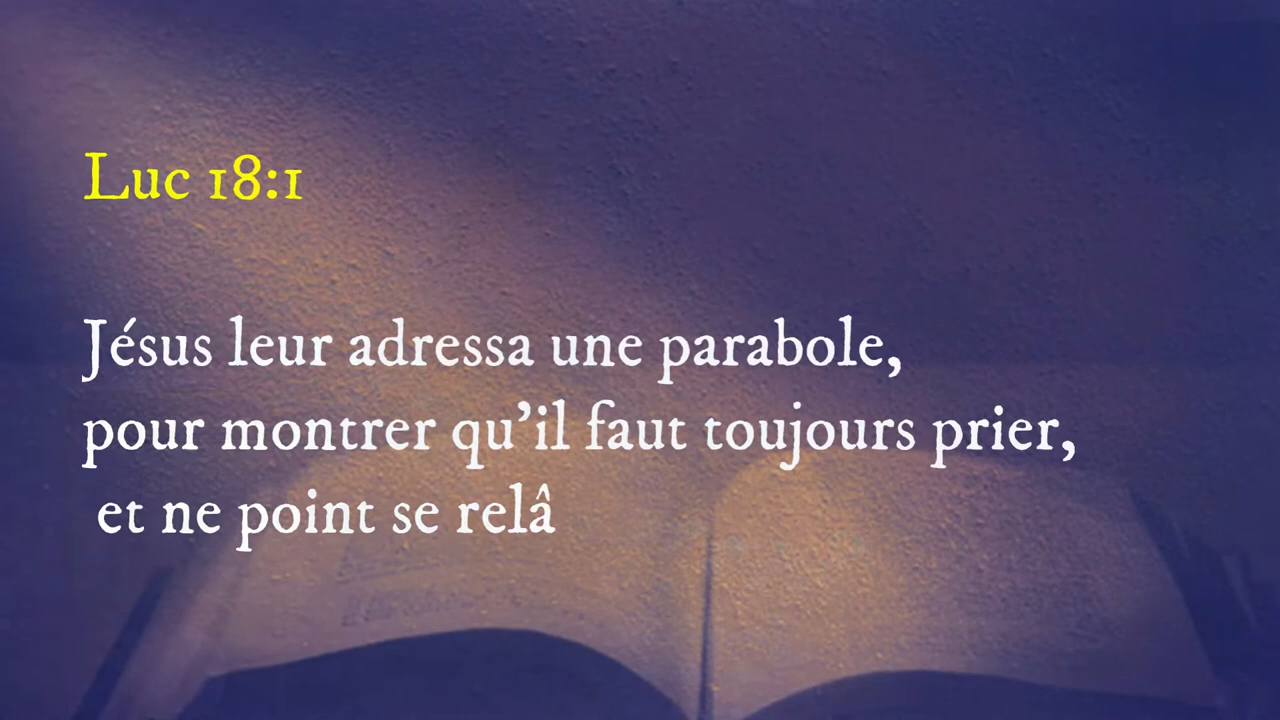 Luc 18:1
Jésus leur adressa une parabole,
pour montrer qu’il faut toujours prier,
et ne point se relâ